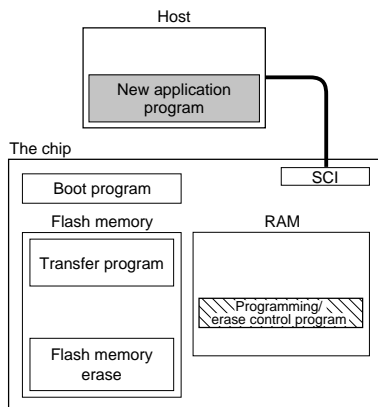 Host
New application
program
The chip
SCI
Boot program
Flash memory
RAM
Transfer program
Programming/
erase control program
Flash memory
erase